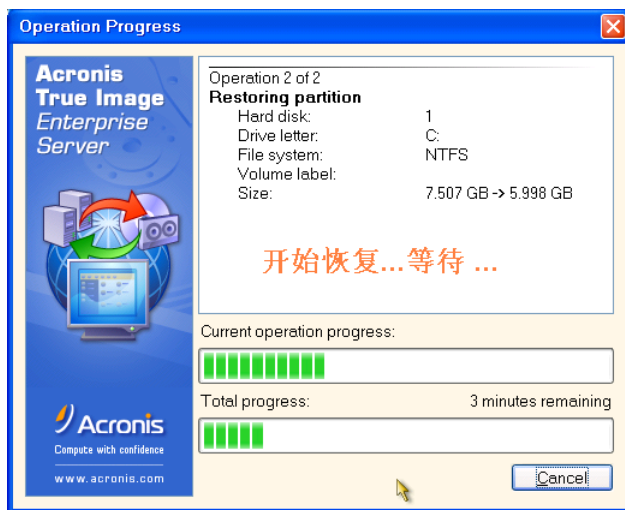 Operation Progress
Acronis
True Image
Enterprise
Server
Operation 2 of 2
Restoring partition
Hard disk: 1
Drive letter: C:
File system: NTFS
Volume label:
Size: 7.507 GB -> 5.998 GB
开始恢复...等待 ...
Current operation progress:
Total progress: 3 minutes remaining
Acronis
Compute with confidence
www.acronis.com
Cancel